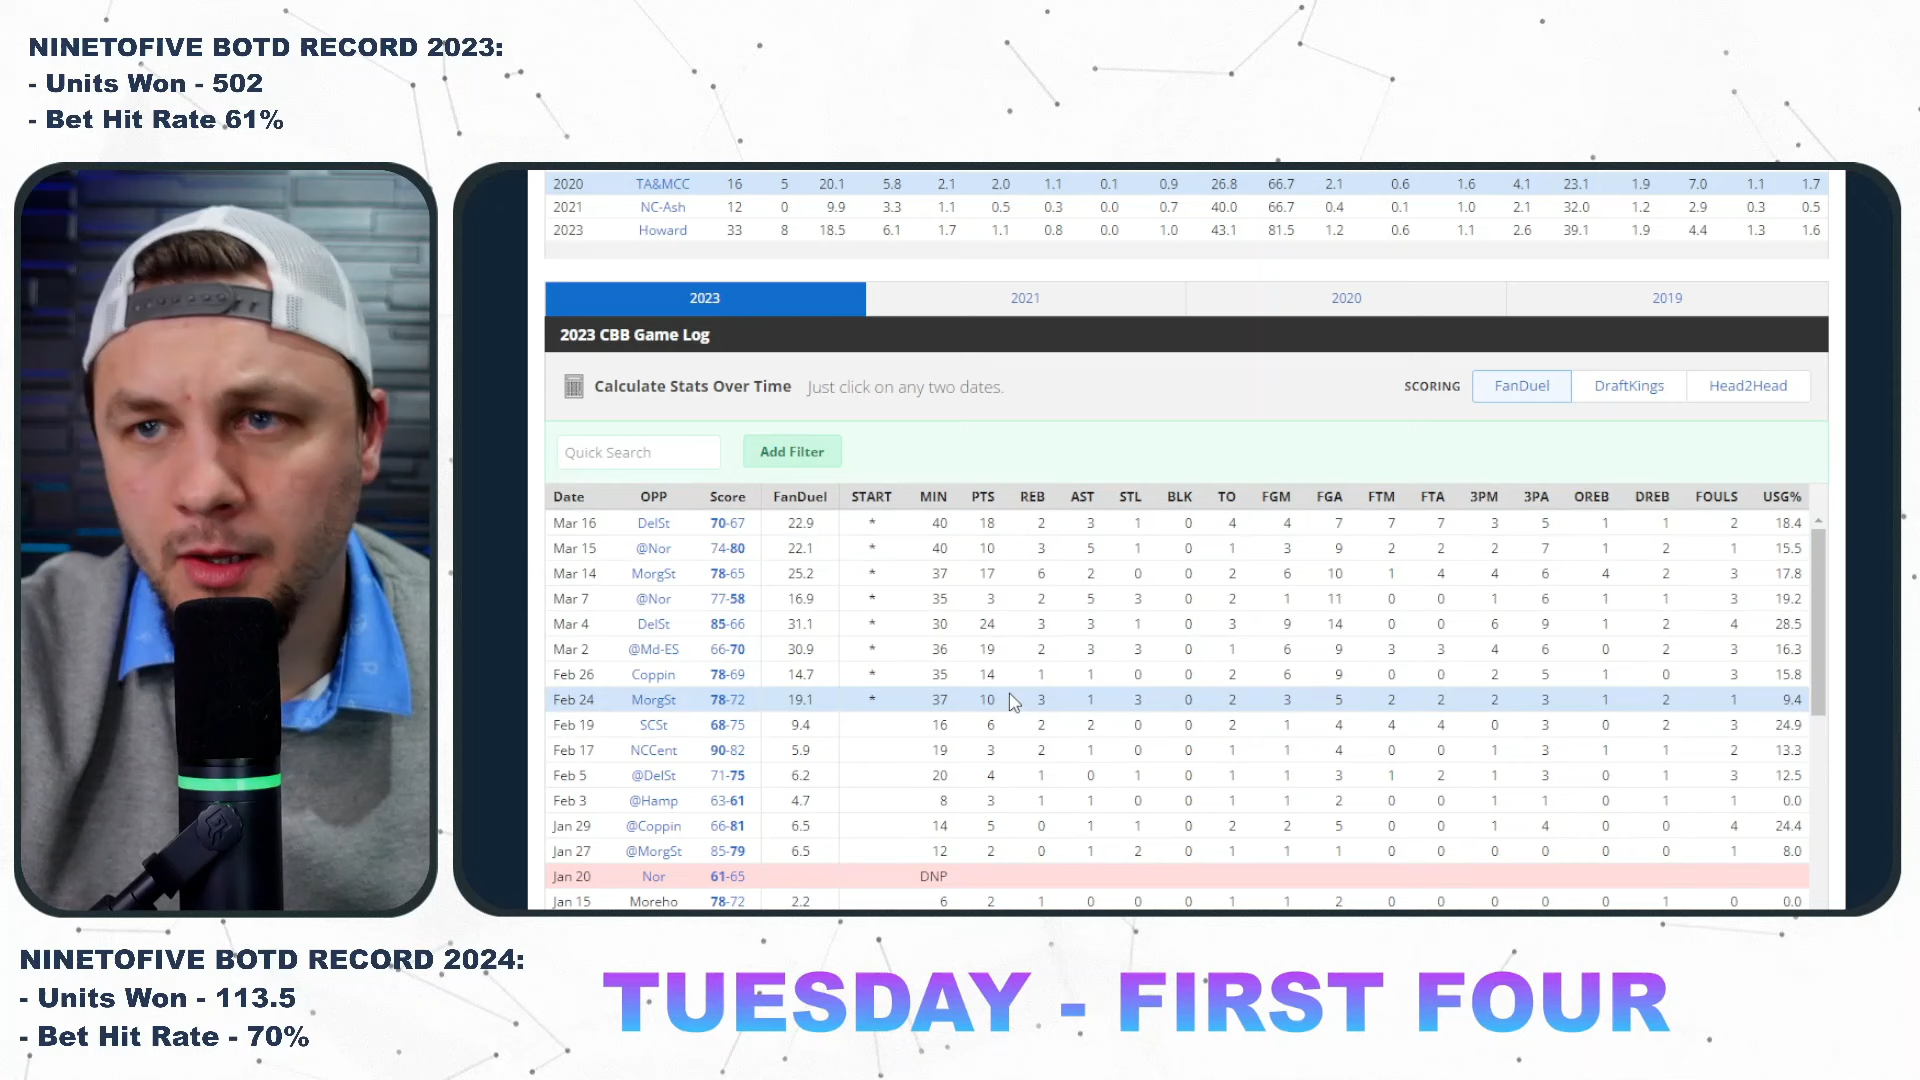 NINETOFIVE BOTD RECORD 2023:
- Units Won - 502
- Bet Hit Rate 61%
2020 TA&MCC 16 5 20.1 5.8 2.1 2.0 1.1 0.1 0.9 26.8 66.7 2.1 0.6 1.6 4.1 23.1 1.9 7.0 1.1 1.7
2021 NC-Ash 12 0 9.9 3.3 1.1 0.5 0.3 0.0 0.7 40.0 66.7 0.4 0.1 1.0 2.1 32.0 1.2 2.9 0.3 0.5
2023 Howard 33 8 18.5 6.1 1.7 1.1 0.8 0.0 1.0 43.1 81.5 1.2 0.6 1.1 2.6 39.1 1.9 4.4 1.3 1.6
2023 2021 2020 2019
2023 CBB Game Log
Calculate Stats Over Time Just click on any two dates. SCORING FanDuel DraftKings Head2Head
Quick Search Add Filter
Date OPP Score FanDuel START MIN PTS REB AST STL BLK TO FGM FGA FTM FTA 3PM 3PA OREB DREB FOULS USG%
Mar 16 DelSt 70-67 22.9 * 40 18 2 3 1 0 4 4 7 7 7 3 5 1 1 2 18.4
Mar 15 @Nor 74-80 22.1 * 40 10 3 5 1 0 1 3 9 2 2 2 7 1 2 1 15.5
Mar 14 MorgSt 78-65 25.2 * 37 17 6 2 0 0 2 6 10 1 4 4 6 4 2 3 17.8
Mar 7 @Nor 77-58 16.9 * 35 3 2 5 3 0 2 1 11 0 0 1 6 1 1 3 19.2
Mar 4 DelSt 85-66 31.1 * 30 24 3 3 1 0 3 9 14 0 0 6 9 1 2 4 28.5
Mar 2 @Md-ES 66-70 30.9 * 36 19 2 3 3 0 1 6 9 3 3 4 6 0 2 3 16.3
Feb 26 Coppin 78-69 14.7 * 35 14 1 1 0 0 2 6 9 0 0 2 5 1 0 3 15.8
Feb 24 MorgSt 78-72 19.1 * 37 10 3 1 3 0 2 3 5 2 2 2 3 1 2 1 9.4
Feb 19 SCSt 68-75 9.4 16 6 2 2 0 0 2 1 4 4 4 0 3 0 2 3 24.9
Feb 17 NCCent 90-82 5.9 19 3 2 1 0 0 1 1 4 0 0 1 3 1 1 2 13.3
Feb 5 @DelSt 71-75 6.2 20 4 1 0 1 0 1 1 3 1 2 1 3 0 1 3 12.5
Feb 3 @Hamp 63-61 4.7 8 3 1 1 0 0 1 1 2 0 0 1 1 0 1 1 0.0
Jan 29 @Coppin 66-81 6.5 14 5 0 1 1 0 2 2 5 0 0 1 4 0 0 4 24.4
Jan 27 @MorgSt 85-79 6.5 12 2 0 1 2 0 1 1 1 0 0 0 0 0 0 1 8.0
Jan 20 Nor 61-65 DNP
Jan 15 Moreho 78-72 2.2 6 2 1 0 0 0 1 1 2 0 0 0 0 0 1 0 0.0
NINETOFIVE BOTD RECORD 2024:
- Units Won - 113.5
- Bet Hit Rate - 70%
TUESDAY - FIRST FOUR